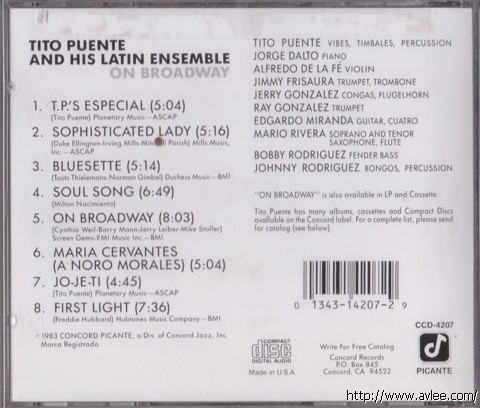 TITO PUENTE
AND HIS LATIN ENSEMBLE
ON BROADWAY
1. T.P.'S ESPECIAL (5:04)
(Tito Puente) Planetary Music—ASCAP
2. SOPHISTICATED LADY (5:16)
(Duke Ellington-Irving Mills-Mitchell Parish) Mills Music,
Inc.—ASCAP
3. BLUESETTE (5:14)
(Toots Thielemans-Norman Gimbel) Duchess Music—BMI
4. SOUL SONG (6:49)
(Milton Nacimiento)
5. ON BROADWAY (8:03)
(Cynthia Weil-Barry Mann-Jerry Leiber-Mike Stoller)
Screen Gems-EMI Music Inc.—BMI
6. MARIA CERVANTES
(A NORO MORALES) (5:04)
7. JO-JE-TI (4:45)
(Tito Puente) Planetary Music—ASCAP
8. FIRST LIGHT (7:36)
(Freddie Hubbard) Hubtones Music Company—BMI
℗ 1983 CONCORD PICANTE, a Div. of Concord Jazz, Inc.
Marca Registrada
TITO PUENTE VIBES, TIMBALES, PERCUSSION
JORGE DALTO PIANO
ALFREDO DE LA FÉ VIOLIN
JIMMY FRISAURA TRUMPET, TROMBONE
JERRY GONZALEZ CONGAS, FLUGELHORN
RAY GONZALEZ TRUMPET
EDGARDO MIRANDA GUITAR, CUATRO
MARIO RIVERA SOPRANO AND TENOR
SAXOPHONE, FLUTE
BOBBY RODRIGUEZ FENDER BASS
JOHNNY RODRIGUEZ BONGOS, PERCUSSION
"ON BROADWAY" is also available in LP and Cassette.
Tito Puente has many albums, cassettes and Compact Discs
available on the Concord label. For a complete list, please send
for catalog (see below).
0 13431-14207-2 9
CCD-4207
COMPACT
disc
DIGITAL AUDIO
Made in U.S.A.
Write For Free Catalog
Concord Records
P.O. BOX 845
Concord, CA 94522
PICANTE
http://www.avlee.com